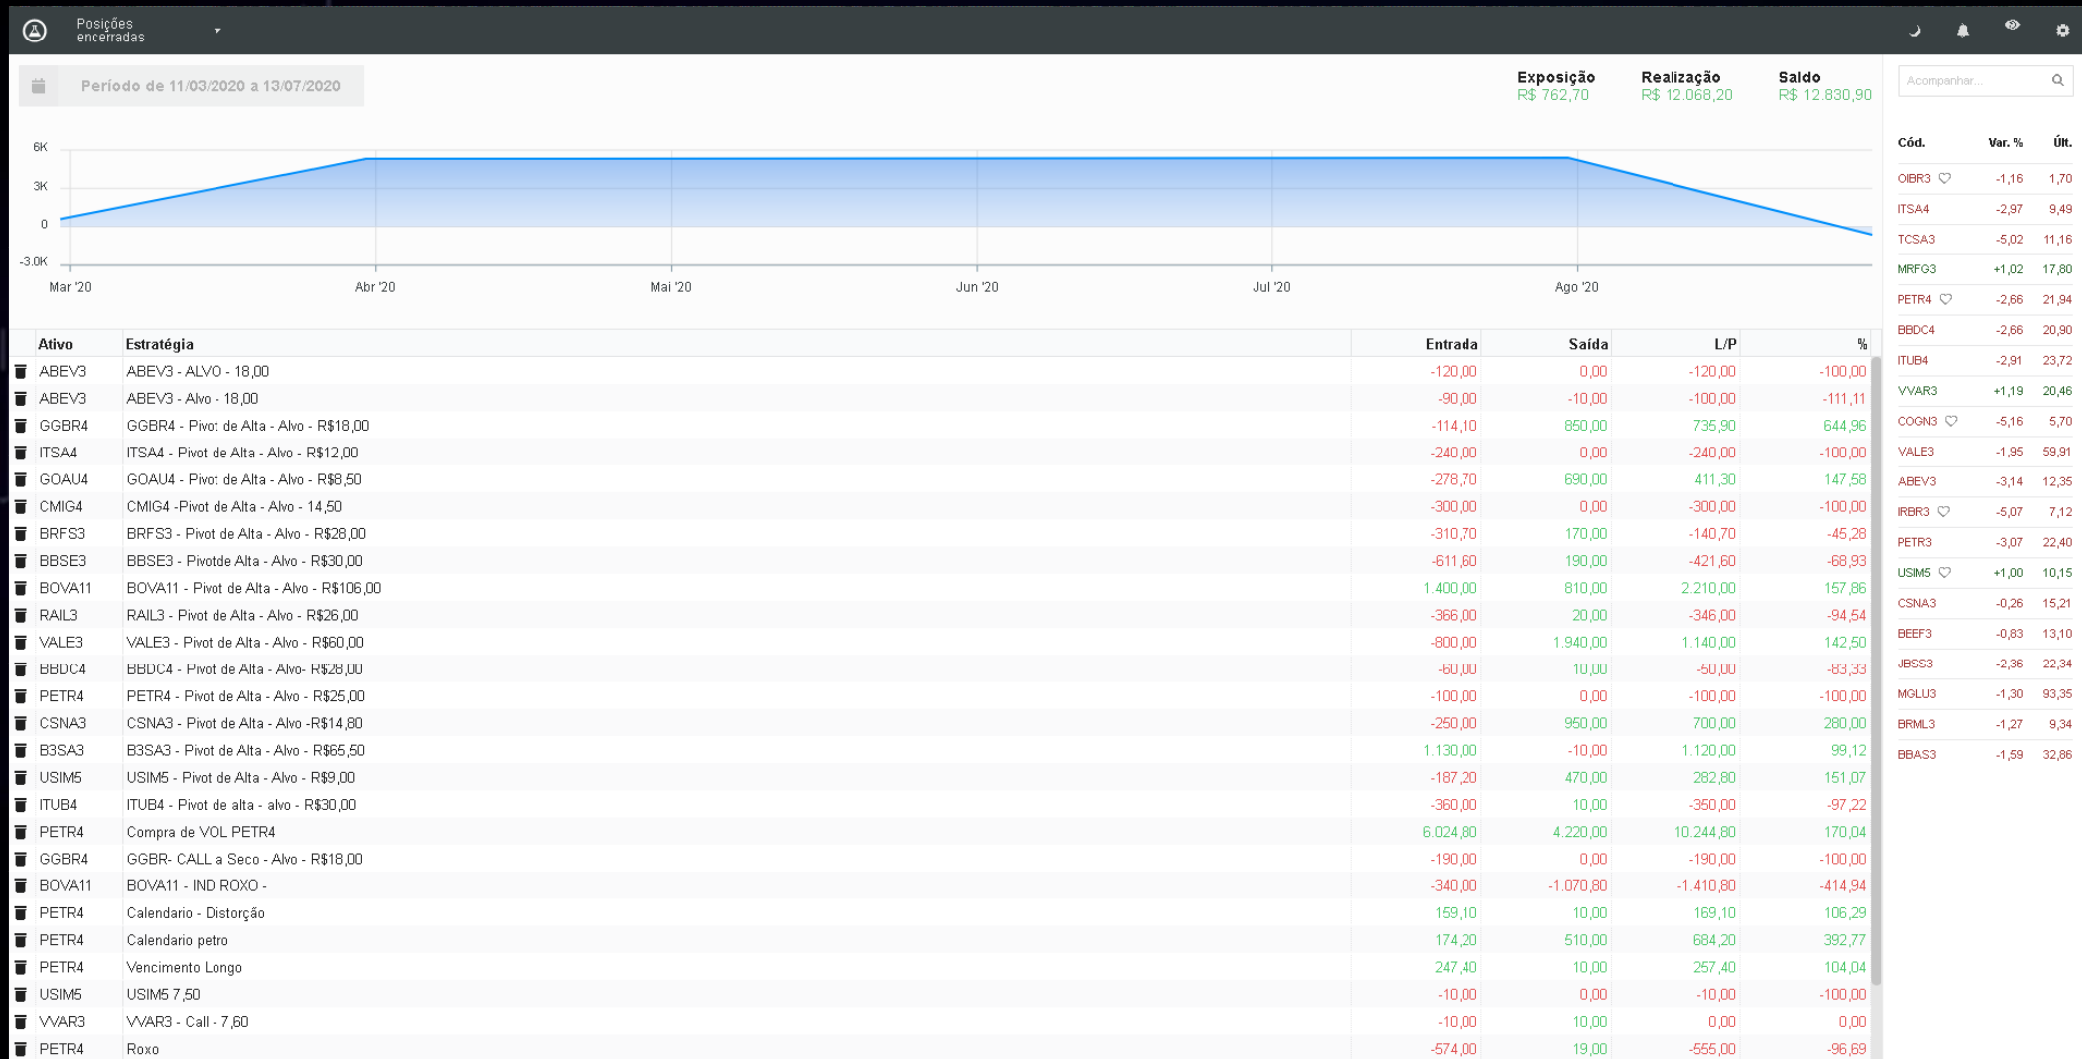 Posições
encerradas
Período de 11/03/2020 a 13/07/2020
Exposição Realização Saldo
R$ 762,70 R$ 12.068,20 R$ 12.830,90
6K
3K
0
-3.0K
Mar '20 Abr '20 Mai '20 Jun '20 Jul '20 Ago '20
Ativo Estratégia Entrada Saída L/P %
ABEV3 ABEV3 - ALVO - 18,00 -120,00 0,00 -120,00 -100,00
ABEV3 ABEV3 - Alvo - 18,00 -90,00 -10,00 -100,00 -111,11
GGBR4 GGBR4 - Pivot de Alta - Alvo - R$18,00 -114,10 850,00 735,90 644,96
ITSA4 ITSA4 - Pivot de Alta - Alvo - R$12,00 -240,00 0,00 -240,00 -100,00
GOAU4 GOAU4 - Pivot de Alta - Alvo - R$8,50 -278,70 690,00 411,30 147,58
CMIG4 CMIG4 -Pivot de Alta - Alvo - 14,50 -300,00 0,00 -300,00 -100,00
BRFS3 BRFS3 - Pivot de Alta - Alvo - R$28,00 -310,70 170,00 -140,70 -45,28
BBSE3 BBSE3 - Pivotde Alta - Alvo - R$30,00 -611,60 190,00 -421,60 -68,93
BOVA11 BOVA11 - Pivot de Alta - Alvo - R$106,00 1.400,00 810,00 2.210,00 157,86
RAIL3 RAIL3 - Pivot de Alta - Alvo - R$26,00 -366,00 20,00 -346,00 -94,54
VALE3 VALE3 - Pivot de Alta - Alvo - R$60,00 -800,00 1.940,00 1.140,00 142,50
BBDC4 BBDC4 - Pivot de Alta - Alvo- R$28,00 -60,00 10,00 -50,00 -83,33
PETR4 PETR4 - Pivot de Alta - Alvo - R$25,00 -100,00 0,00 -100,00 -100,00
CSNA3 CSNA3 - Pivot de Alta - Alvo -R$14,80 -250,00 950,00 700,00 280,00
B3SA3 B3SA3 - Pivot de Alta - Alvo - R$65,50 1.130,00 -10,00 1.120,00 99,12
USIM5 USIM5 - Pivot de Alta - Alvo - R$9,00 -187,20 470,00 282,80 151,07
ITUB4 ITUB4 - Pivot de alta - alvo - R$30,00 -360,00 10,00 -350,00 -97,22
PETR4 Compra de VOL PETR4 6.024,80 4.220,00 10.244,80 170,04
GGBR4 GGBR- CALL a Seco - Alvo - R$18,00 -190,00 0,00 -190,00 -100,00
BOVA11 BOVA11 - IND ROXO - -340,00 -1.070,80 -1.410,80 -414,94
PETR4 Calendario - Distorção 159,10 10,00 169,10 106,29
PETR4 Calendario petro 174,20 510,00 684,20 392,77
PETR4 Vencimento Longo 247,40 10,00 257,40 104,04
USIM5 USIM5 7,50 -10,00 0,00 -10,00 -100,00
VVAR3 VVAR3 - Call - 7,60 -10,00 10,00 0,00 0,00
PETR4 Roxo -574,00 19,00 -555,00 -96,69
Acompanhar...
Cód. Var. % Últ.
OIBR3 -1,16 1,70
ITSA4 -2,97 9,49
TCSA3 -5,02 11,16
MRFG3 +1,02 17,80
PETR4 -2,66 21,94
BBDC4 -2,66 20,90
ITUB4 -2,91 23,72
VVAR3 +1,19 20,46
COGN3 -5,16 5,70
VALE3 -1,95 59,91
ABEV3 -3,14 12,35
IRBR3 -5,07 7,12
PETR3 -3,07 22,40
USIM5 +1,00 10,15
CSNA3 -0,26 15,21
BEEF3 -0,83 13,10
JBSS3 -2,36 22,34
MGLU3 -1,30 93,35
BRML3 -1,27 9,34
BBAS3 -1,59 32,86